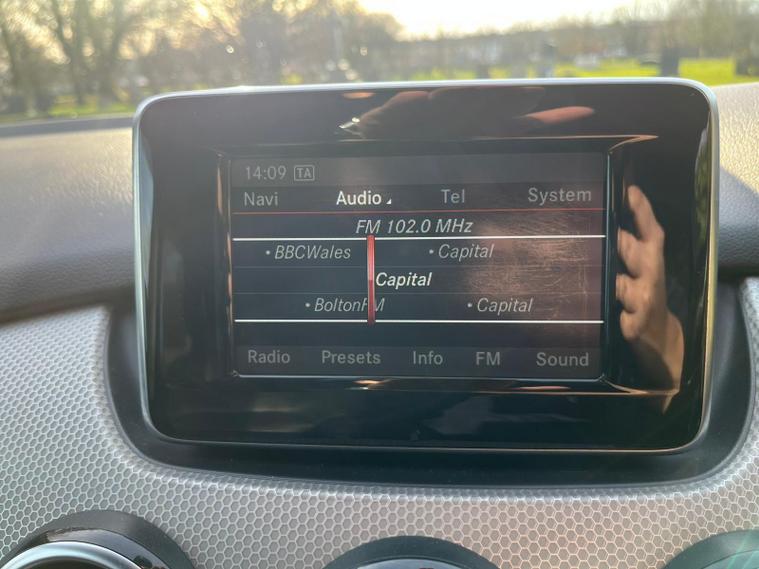 14:09 TA
Navi Audio Tel System
FM 102.0 MHz
• BBCWales • Capital
Capital
• BoltonFM • Capital
Radio Presets Info FM Sound